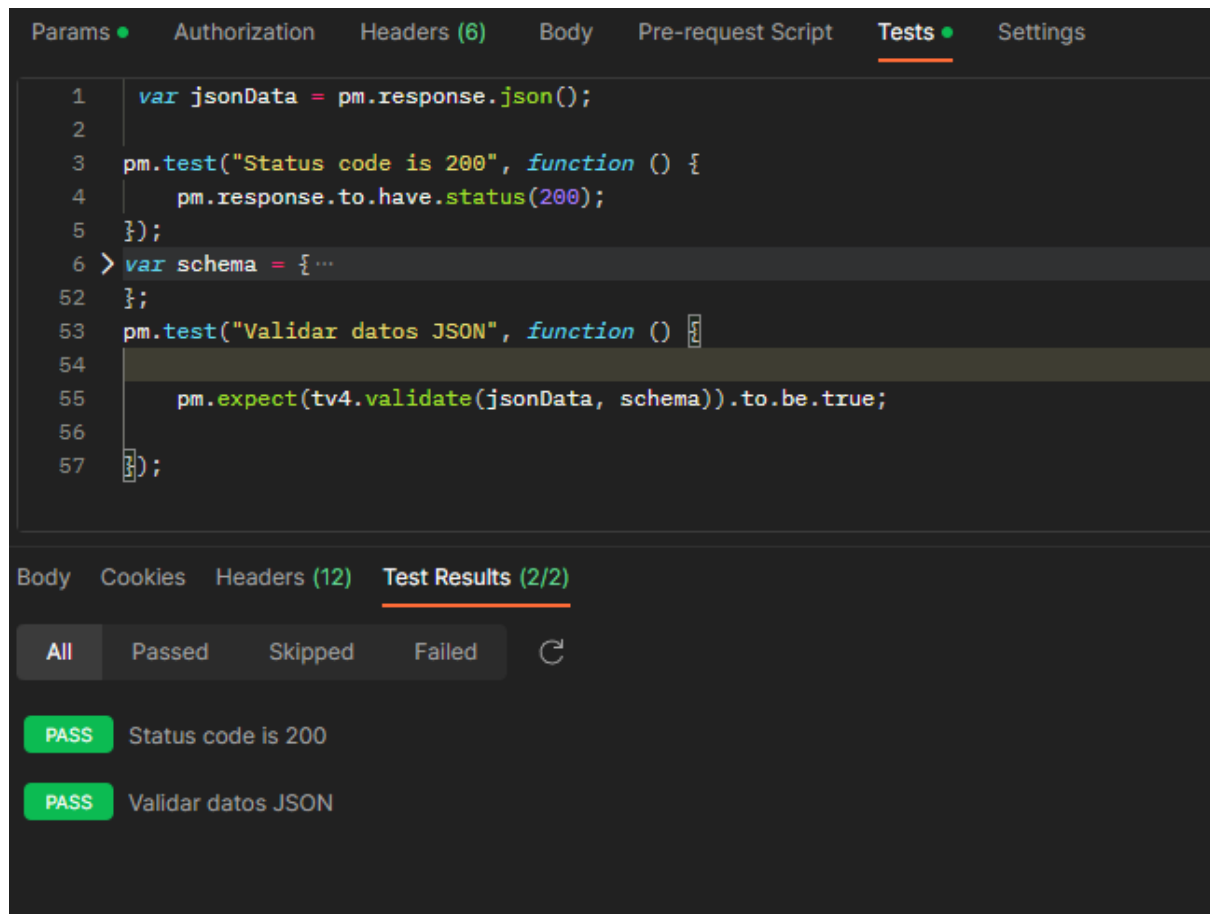 Params Authorization Headers (6) Body Pre-request Script Tests Settings
1 var jsonData = pm.response.json();
2
3 pm.test("Status code is 200", function () {
4 pm.response.to.have.status(200);
5 });
6 var schema = {···
52 };
53 pm.test("Validar datos JSON", function () {
54
55 pm.expect(tv4.validate(jsonData, schema)).to.be.true;
56
57 });
Body Cookies Headers (12) Test Results (2/2)
All Passed Skipped Failed
PASS Status code is 200
PASS Validar datos JSON